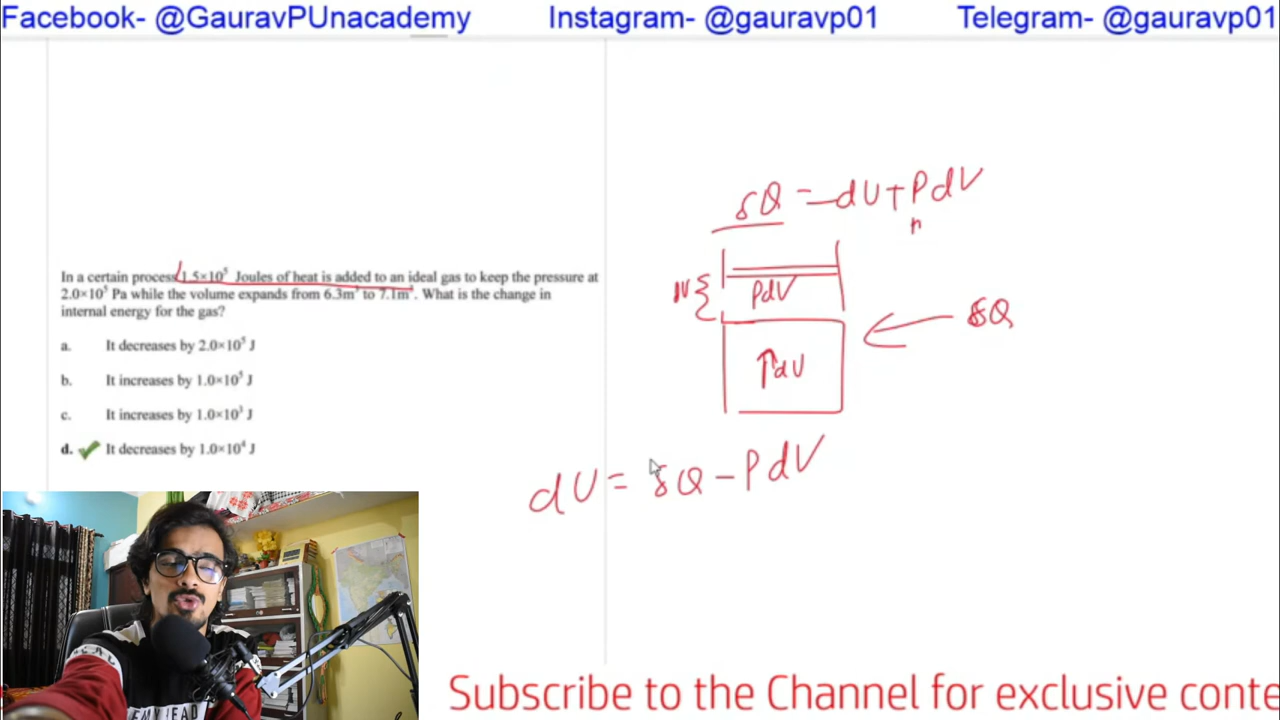 Facebook- @GauravPUnacademy Instagram- @gauravp01 Telegram- @gauravp01
δQ = dU + PdV
In a certain process 1.5×10⁵ Joules of heat is added to an ideal gas to keep the pressure at
2.0×10⁵ Pa while the volume expands from 6.3m³ to 7.1m³. What is the change in
internal energy for the gas?
a. It decreases by 2.0×10⁵ J
b. It increases by 1.0×10⁵ J
c. It increases by 1.0×10³ J
d. It decreases by 1.0×10⁴ J
PdV
δQ
↑dU
dU = δQ - PdV
Subscribe to the Channel for exclusive conte